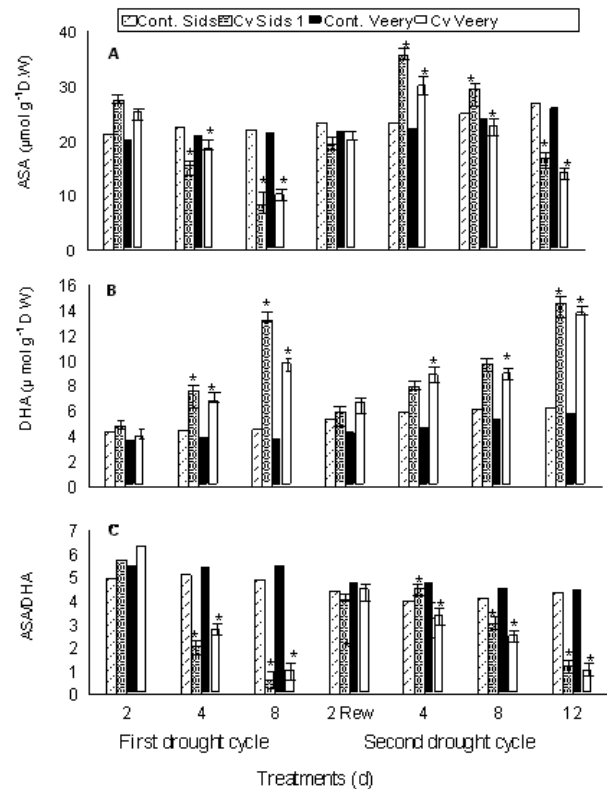 Cont. Sids Cv Sids 1 Cont. Veery Cv Veery
A
ASA (µmol g⁻¹D.W)
40
30
20
10
0
* * * * * * * * * *
B
DHA (µ mol g⁻¹ D W)
16
14
12
10
8
6
4
2
0
* * * * * * * *
C
ASA/DHA
7
6
5
4
3
2
1
0
* * * * * * * * * *
2 4 8 2 Rew 4 8 12
First drought cycle Second drought cycle
Treatments (d)